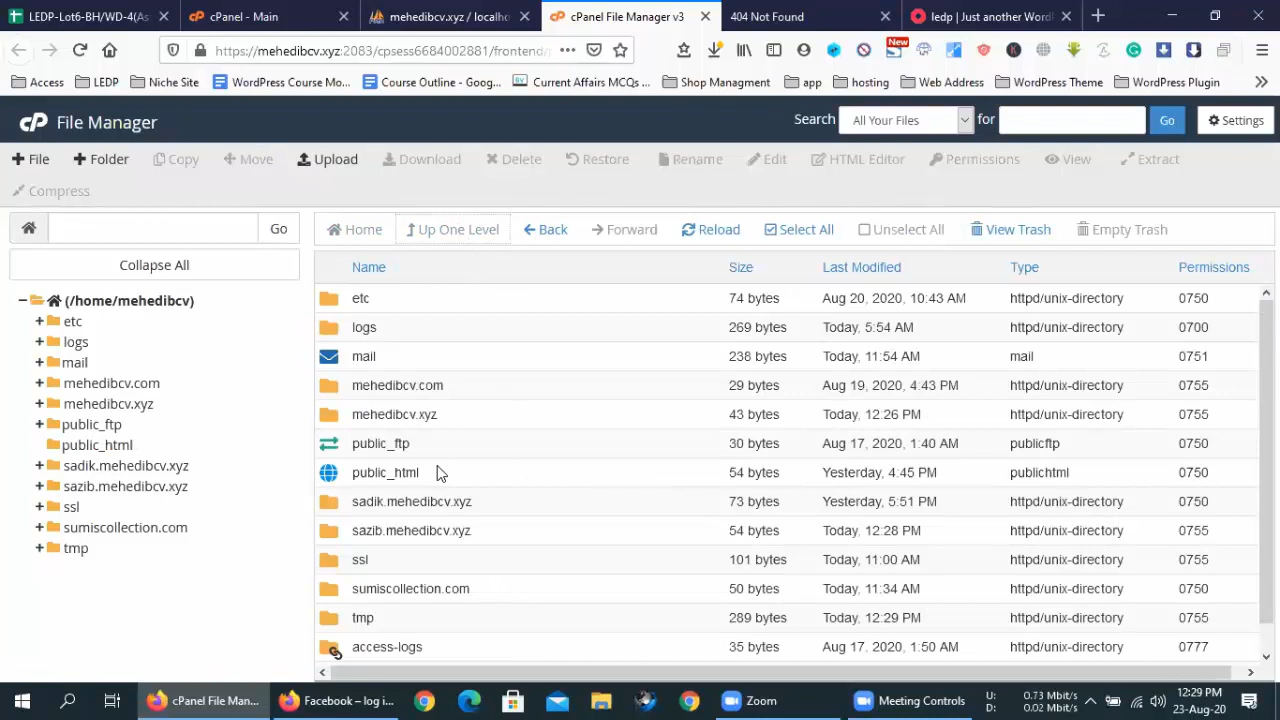 LEDP-Lot6-BH/WD-4(As
cPanel - Main
mehedibcv.xyz / localho
cPanel File Manager v3
404 Not Found
ledp | Just another Word
https://mehedibcv.xyz:2083/cpsess6684002881/frontend/
New
Access
LEDP
Niche Site
WordPress Course Mo...
Course Outline - Goog...
Current Affairs MCQs ...
Shop Managment
app
hosting
Web Address
WordPress Theme
WordPress Plugin
cP File Manager
Search All Your Files for Go Settings
File Folder Copy Move Upload Download Delete Restore Rename Edit HTML Editor Permissions View Extract
Compress
Go
Home Up One Level Back Forward Reload Select All Unselect All View Trash Empty Trash
Collapse All
(/home/mehedibcv)
etc
logs
mail
mehedibcv.com
mehedibcv.xyz
public_ftp
public_html
sadik.mehedibcv.xyz
sazib.mehedibcv.xyz
ssl
sumiscollection.com
tmp
Name Size Last Modified Type Permissions
etc 74 bytes Aug 20, 2020, 10:43 AM httpd/unix-directory 0750
logs 269 bytes Today, 5:54 AM httpd/unix-directory 0700
mail 238 bytes Today, 11:54 AM mail 0751
mehedibcv.com 29 bytes Aug 19, 2020, 4:43 PM httpd/unix-directory 0755
mehedibcv.xyz 43 bytes Today, 12:26 PM httpd/unix-directory 0755
public_ftp 30 bytes Aug 17, 2020, 1:40 AM publicftp 0750
public_html 54 bytes Yesterday, 4:45 PM publichtml 0750
sadik.mehedibcv.xyz 73 bytes Yesterday, 5:51 PM httpd/unix-directory 0750
sazib.mehedibcv.xyz 54 bytes Today, 12:28 PM httpd/unix-directory 0755
ssl 101 bytes Today, 11:00 AM httpd/unix-directory 0755
sumiscollection.com 50 bytes Today, 11:34 AM httpd/unix-directory 0750
tmp 289 bytes Today, 12:29 PM httpd/unix-directory 0755
access-logs 35 bytes Aug 17, 2020, 1:50 AM httpd/unix-directory 0777
cPanel File Man...
Facebook – log i...
Zoom
Meeting Controls
U: 0.73 Mbit/s
D: 0.02 Mbit/s
12:29 PM
23-Aug-20